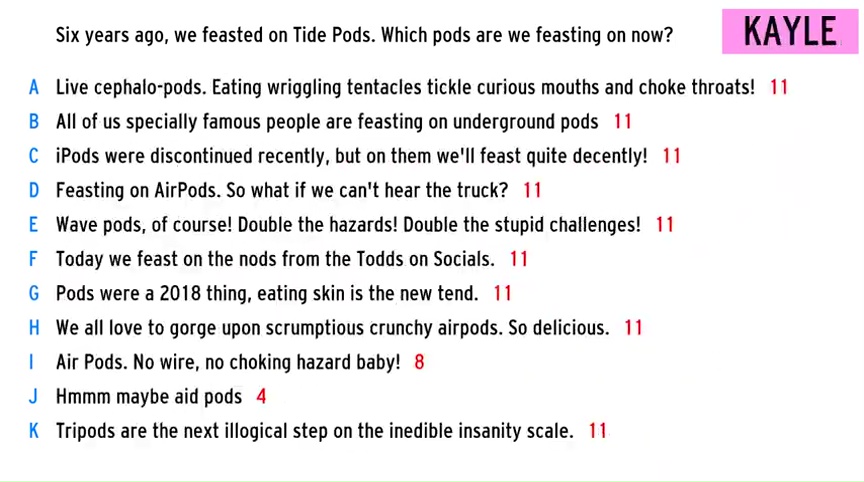 Six years ago, we feasted on Tide Pods. Which pods are we feasting on now?
KAYLE
A Live cephalo-pods. Eating wriggling tentacles tickle curious mouths and choke throats! 11
B All of us specially famous people are feasting on underground pods 11
C iPods were discontinued recently, but on them we'll feast quite decently! 11
D Feasting on AirPods. So what if we can't hear the truck? 11
E Wave pods, of course! Double the hazards! Double the stupid challenges! 11
F Today we feast on the nods from the Todds on Socials. 11
G Pods were a 2018 thing, eating skin is the new tend. 11
H We all love to gorge upon scrumptious crunchy airpods. So delicious. 11
I Air Pods. No wire, no choking hazard baby! 8
J Hmmm maybe aid pods 4
K Tripods are the next illogical step on the inedible insanity scale. 11